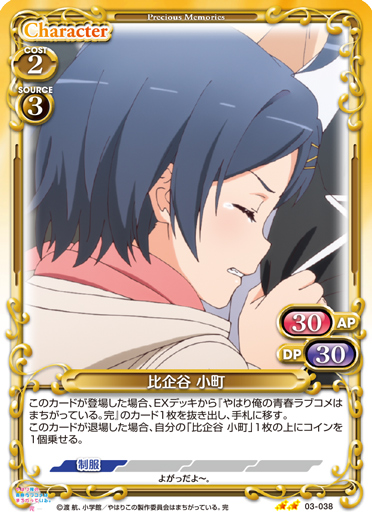 Precious Memories
Character
COST
2
SOURCE
3
30 AP
DP 30
比企谷 小町
このカードが登場した場合、EXデッキから『やはり俺の青春ラブコメは
まちがっている。完』のカード1枚を抜き出し、手札に移す。
このカードが退場した場合、自分の「比企谷 小町」1枚の上にコインを
1個乗せる。
制服
よがっだよ~。
©渡 航、小学館/やはりこの製作委員会はまちがっている。完
03-038